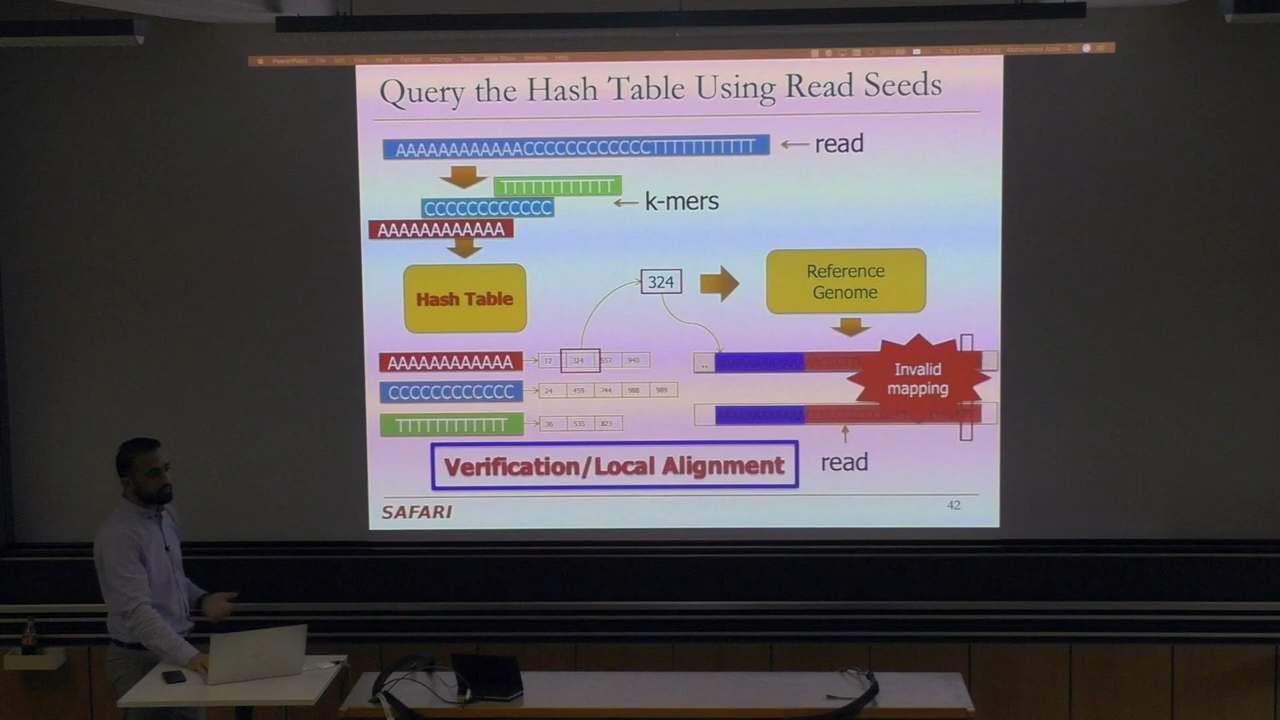 PowerPoint
Query the Hash Table Using Read Seeds
AAAAAAAAAAAACCCCCCCCCCCCTTTTTTTTTTTT
read
TTTTTTTTTTTT
CCCCCCCCCCCC
k-mers
AAAAAAAAAAAA
Hash Table
324
Reference
Genome
AAAAAAAAAAAA
12 324 557 940
..
Invalid
mapping
CCCCCCCCCCCC
24 459 744 988 989
TTTTTTTTTTTT
36 535 823
Verification/Local Alignment
read
SAFARI
42